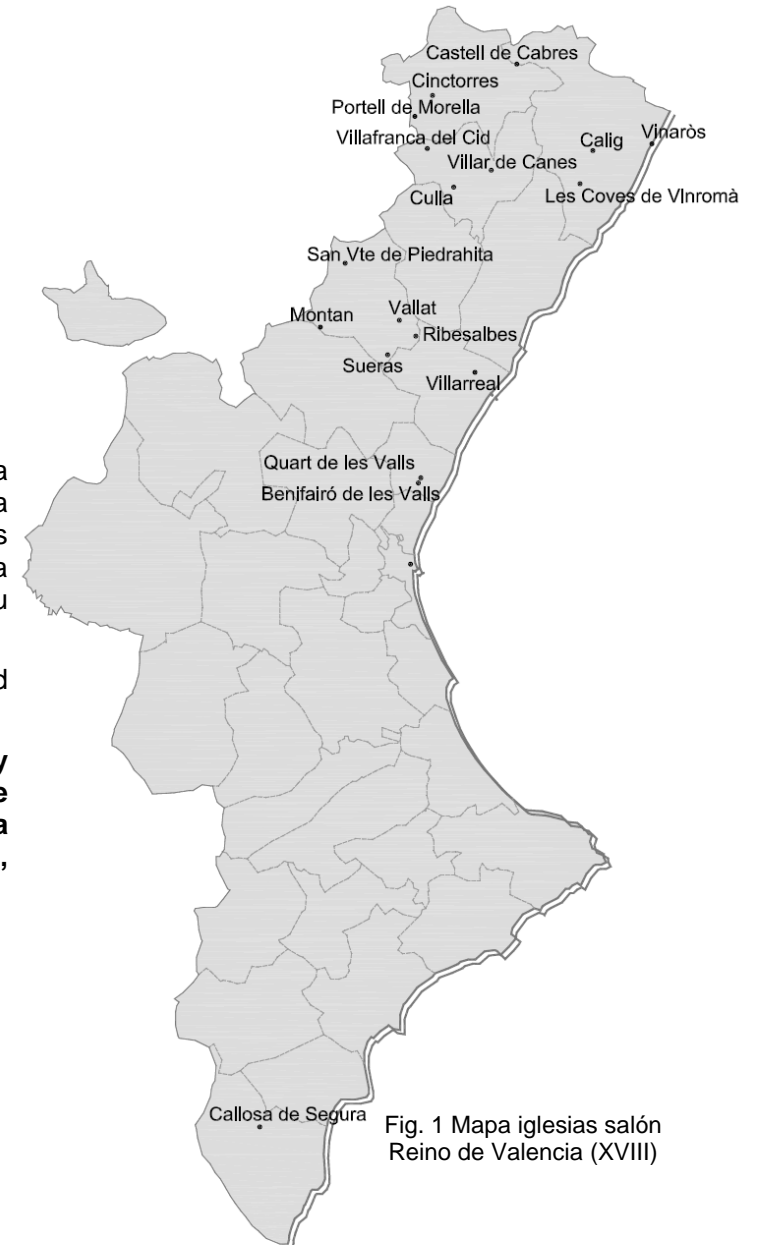 Castell de Cabres
Cinctorres
Portell de Morella
Vinaròs
Villafranca del Cid
Calig
Villar de Canes
Culla
Les Coves de VInromà
San Vte de Piedrahita
Montan
Vallat
Ribesalbes
Sueras
Villarreal
Quart de les Valls
Benifairó de les Valls
a
a
s
a
u
d
y
e
a
,
Callosa de Segura
Fig. 1 Mapa iglesias salón
Reino de Valencia (XVIII)